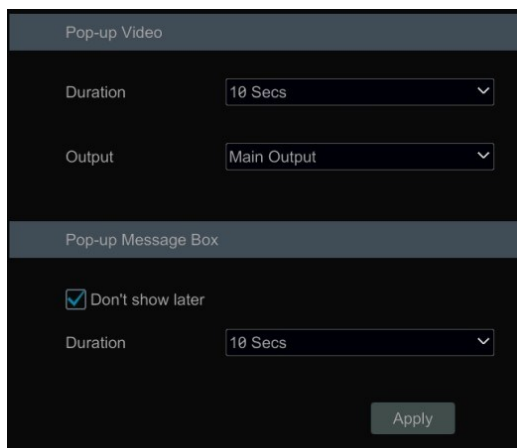 Pop-up Video
Duration 10 Secs
Output Main Output
Pop-up Message Box
Don't show later
Duration 10 Secs
Apply